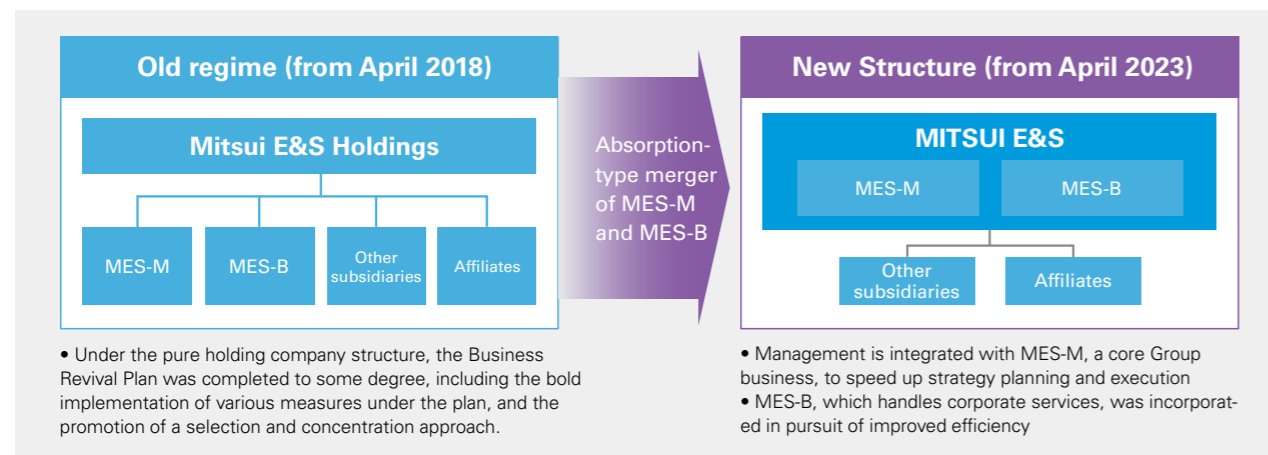 Old regime (from April 2018)
Mitsui E&S Holdings
MES-M
MES-B
Other
subsidiaries
Affiliates
• Under the pure holding company structure, the Business
Revival Plan was completed to some degree, including the bold
implementation of various measures under the plan, and the
promotion of a selection and concentration approach.
Absorption-
type merger
of MES-M
and MES-B
New Structure (from April 2023)
MITSUI E&S
MES-M
MES-B
Other
subsidiaries
Affiliates
• Management is integrated with MES-M, a core Group
business, to speed up strategy planning and execution
• MES-B, which handles corporate services, was incorporat-
ed in pursuit of improved efficiency